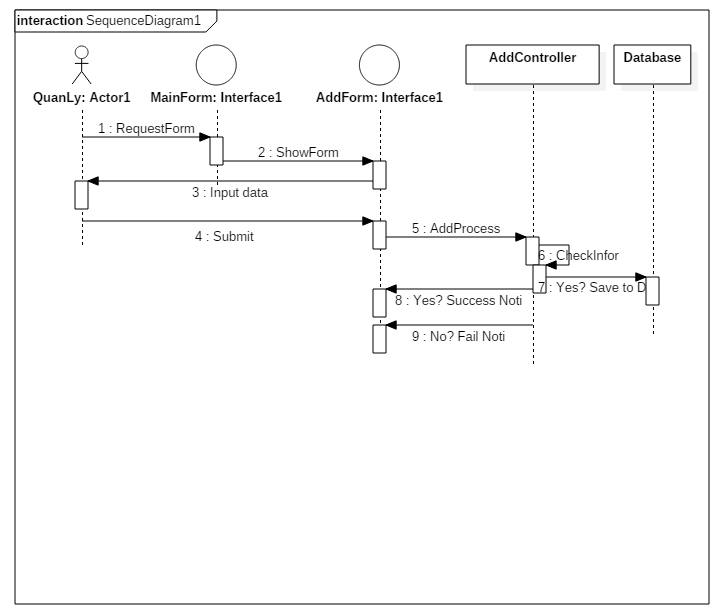 interaction SequenceDiagram1
QuanLy: Actor1
MainForm: Interface1
AddForm: Interface1
AddController
Database
1 : RequestForm
2 : ShowForm
3 : Input data
4 : Submit
5 : AddProcess
6 : CheckInfor
7 : Yes? Save to D
8 : Yes? Success Noti
9 : No? Fail Noti